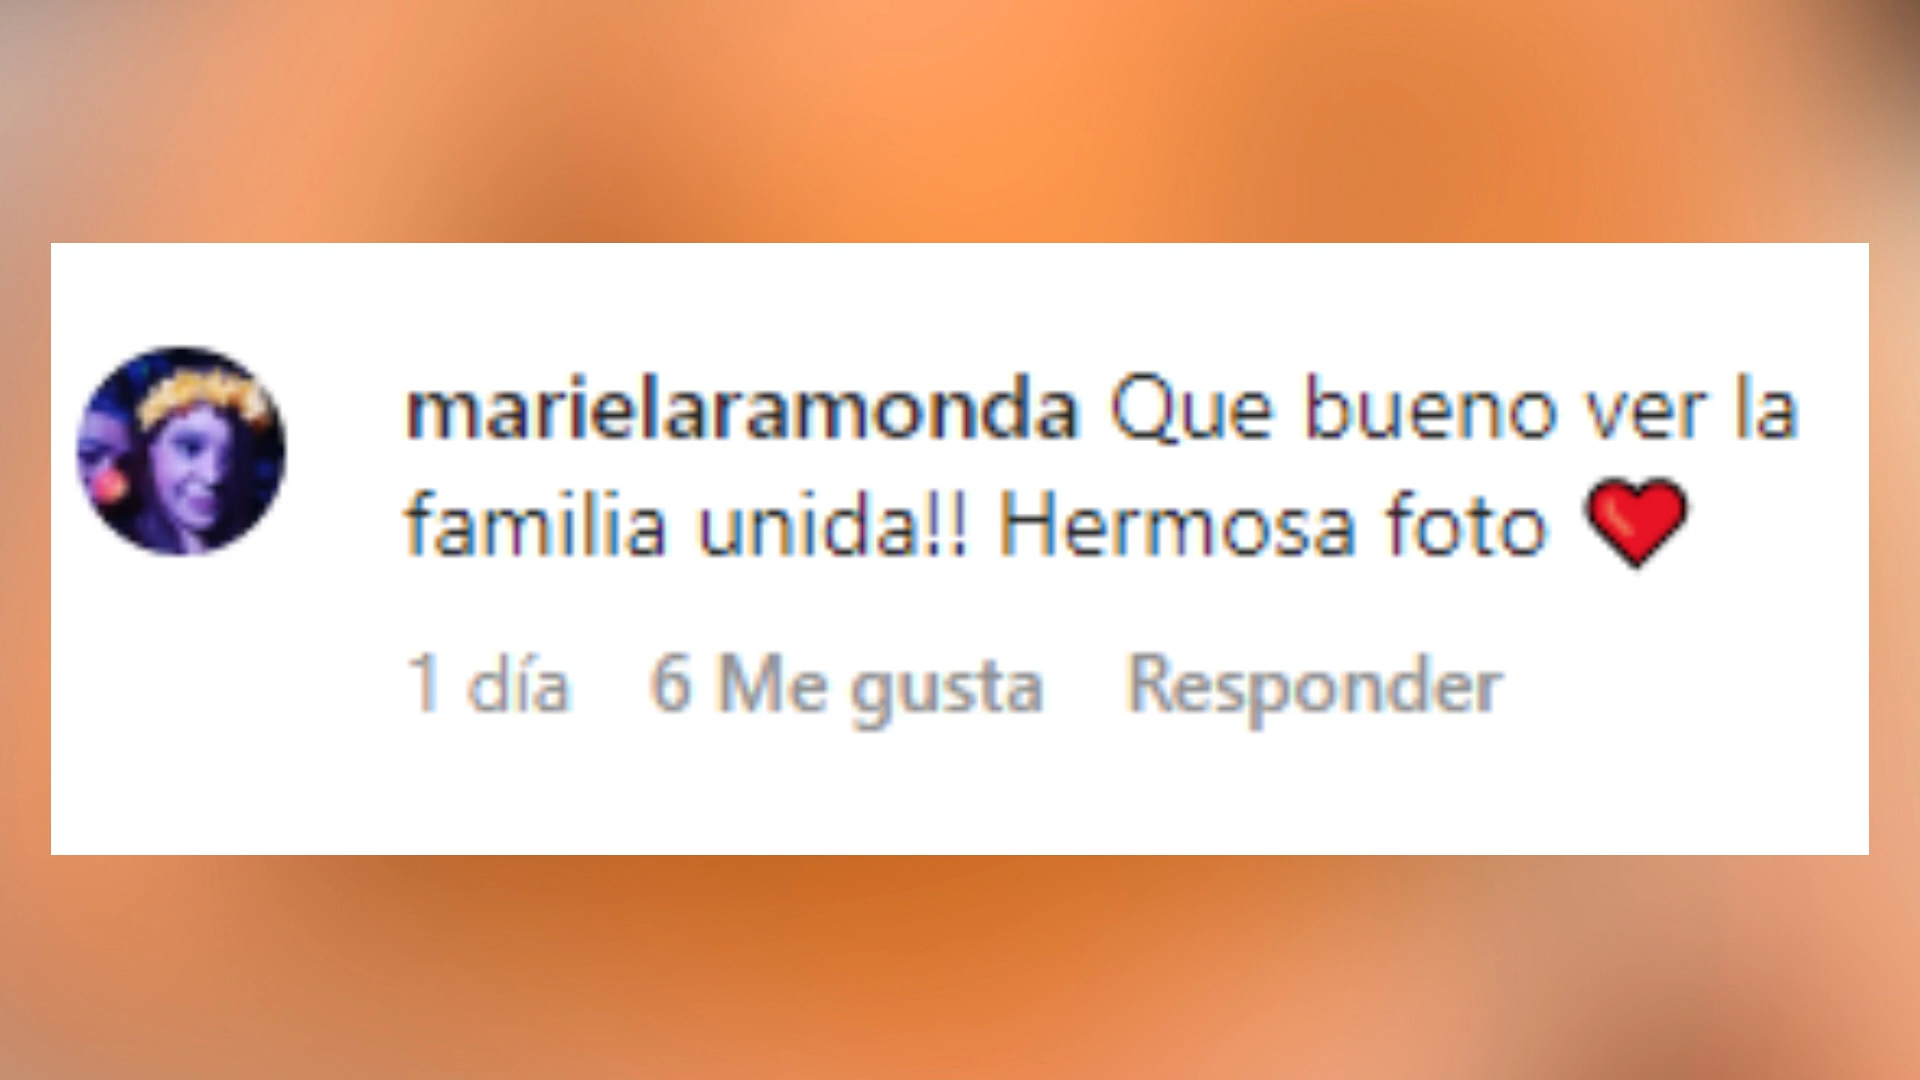 marielaramonda Que bueno ver la
familia unida!! Hermosa foto ❤️
1 día 6 Me gusta Responder